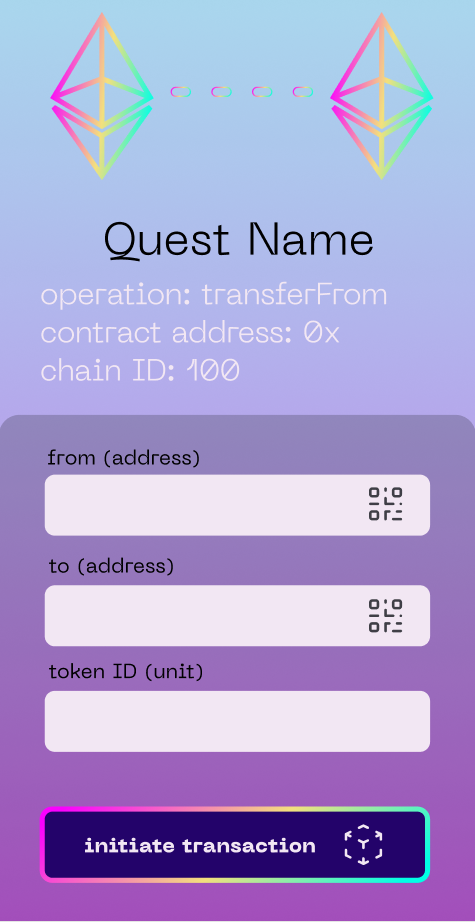 Quest Name
operation: transferFrom
contract address: 0x
chain ID: 100
from (address)
to (address)
token ID (unit)
initiate transaction